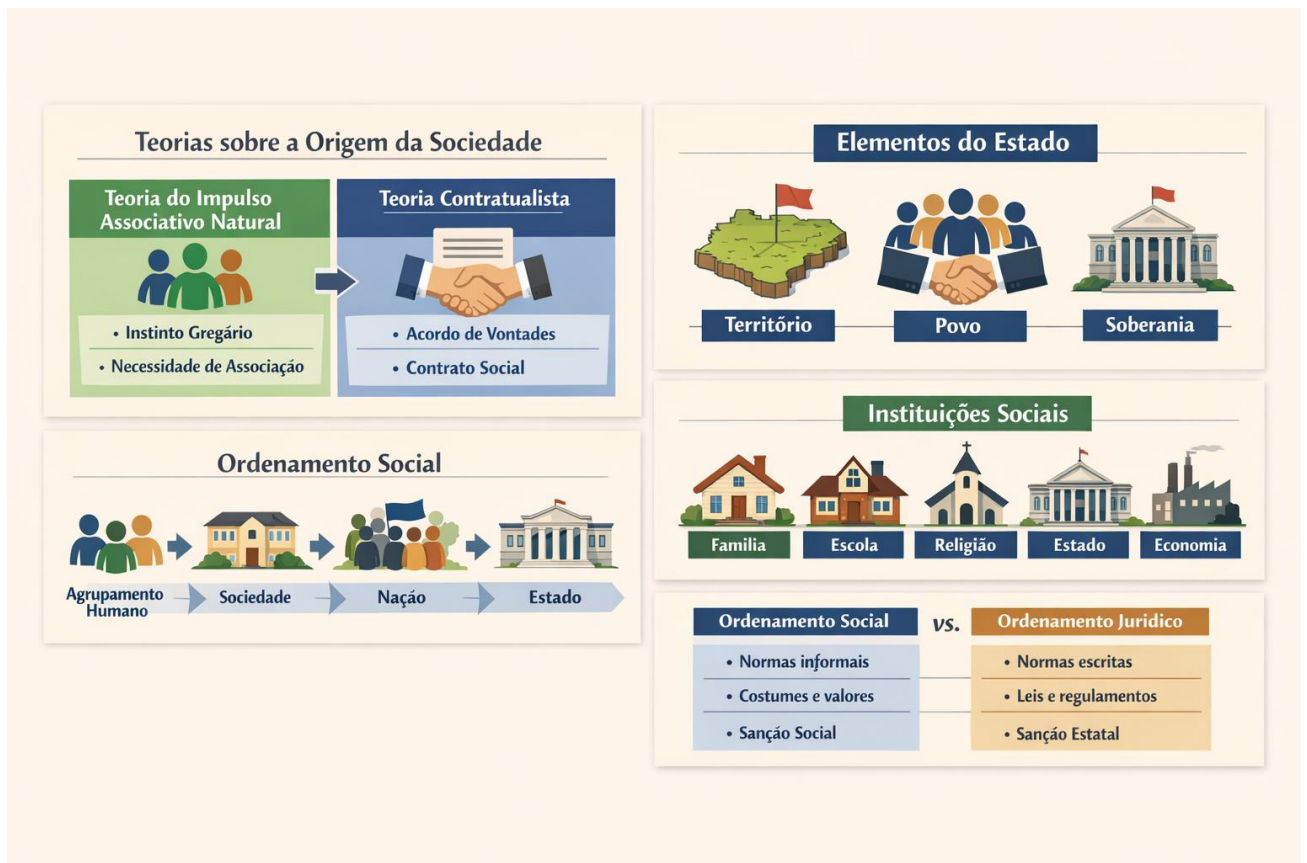 Teorias sobre a Origem da Sociedade
Teoria do Impulso
Associativo Natural
• Instinto Gregário
• Necessidade de Associação
Teoria Contratualista
• Acordo de Vontades
• Contrato Social
Ordenamento Social
Agrupamento
Humano
Sociedade
Nação
Estado
Elementos do Estado
Território
Povo
Soberania
Instituições Sociais
Familia
Escola
Religião
Estado
Economia
Ordenamento Social
vs.
Ordenamento Juridico
• Normas informais
• Costumes e valores
• Sanção Social
• Normas escritas
• Leis e regulamentos
• Sanção Estatal